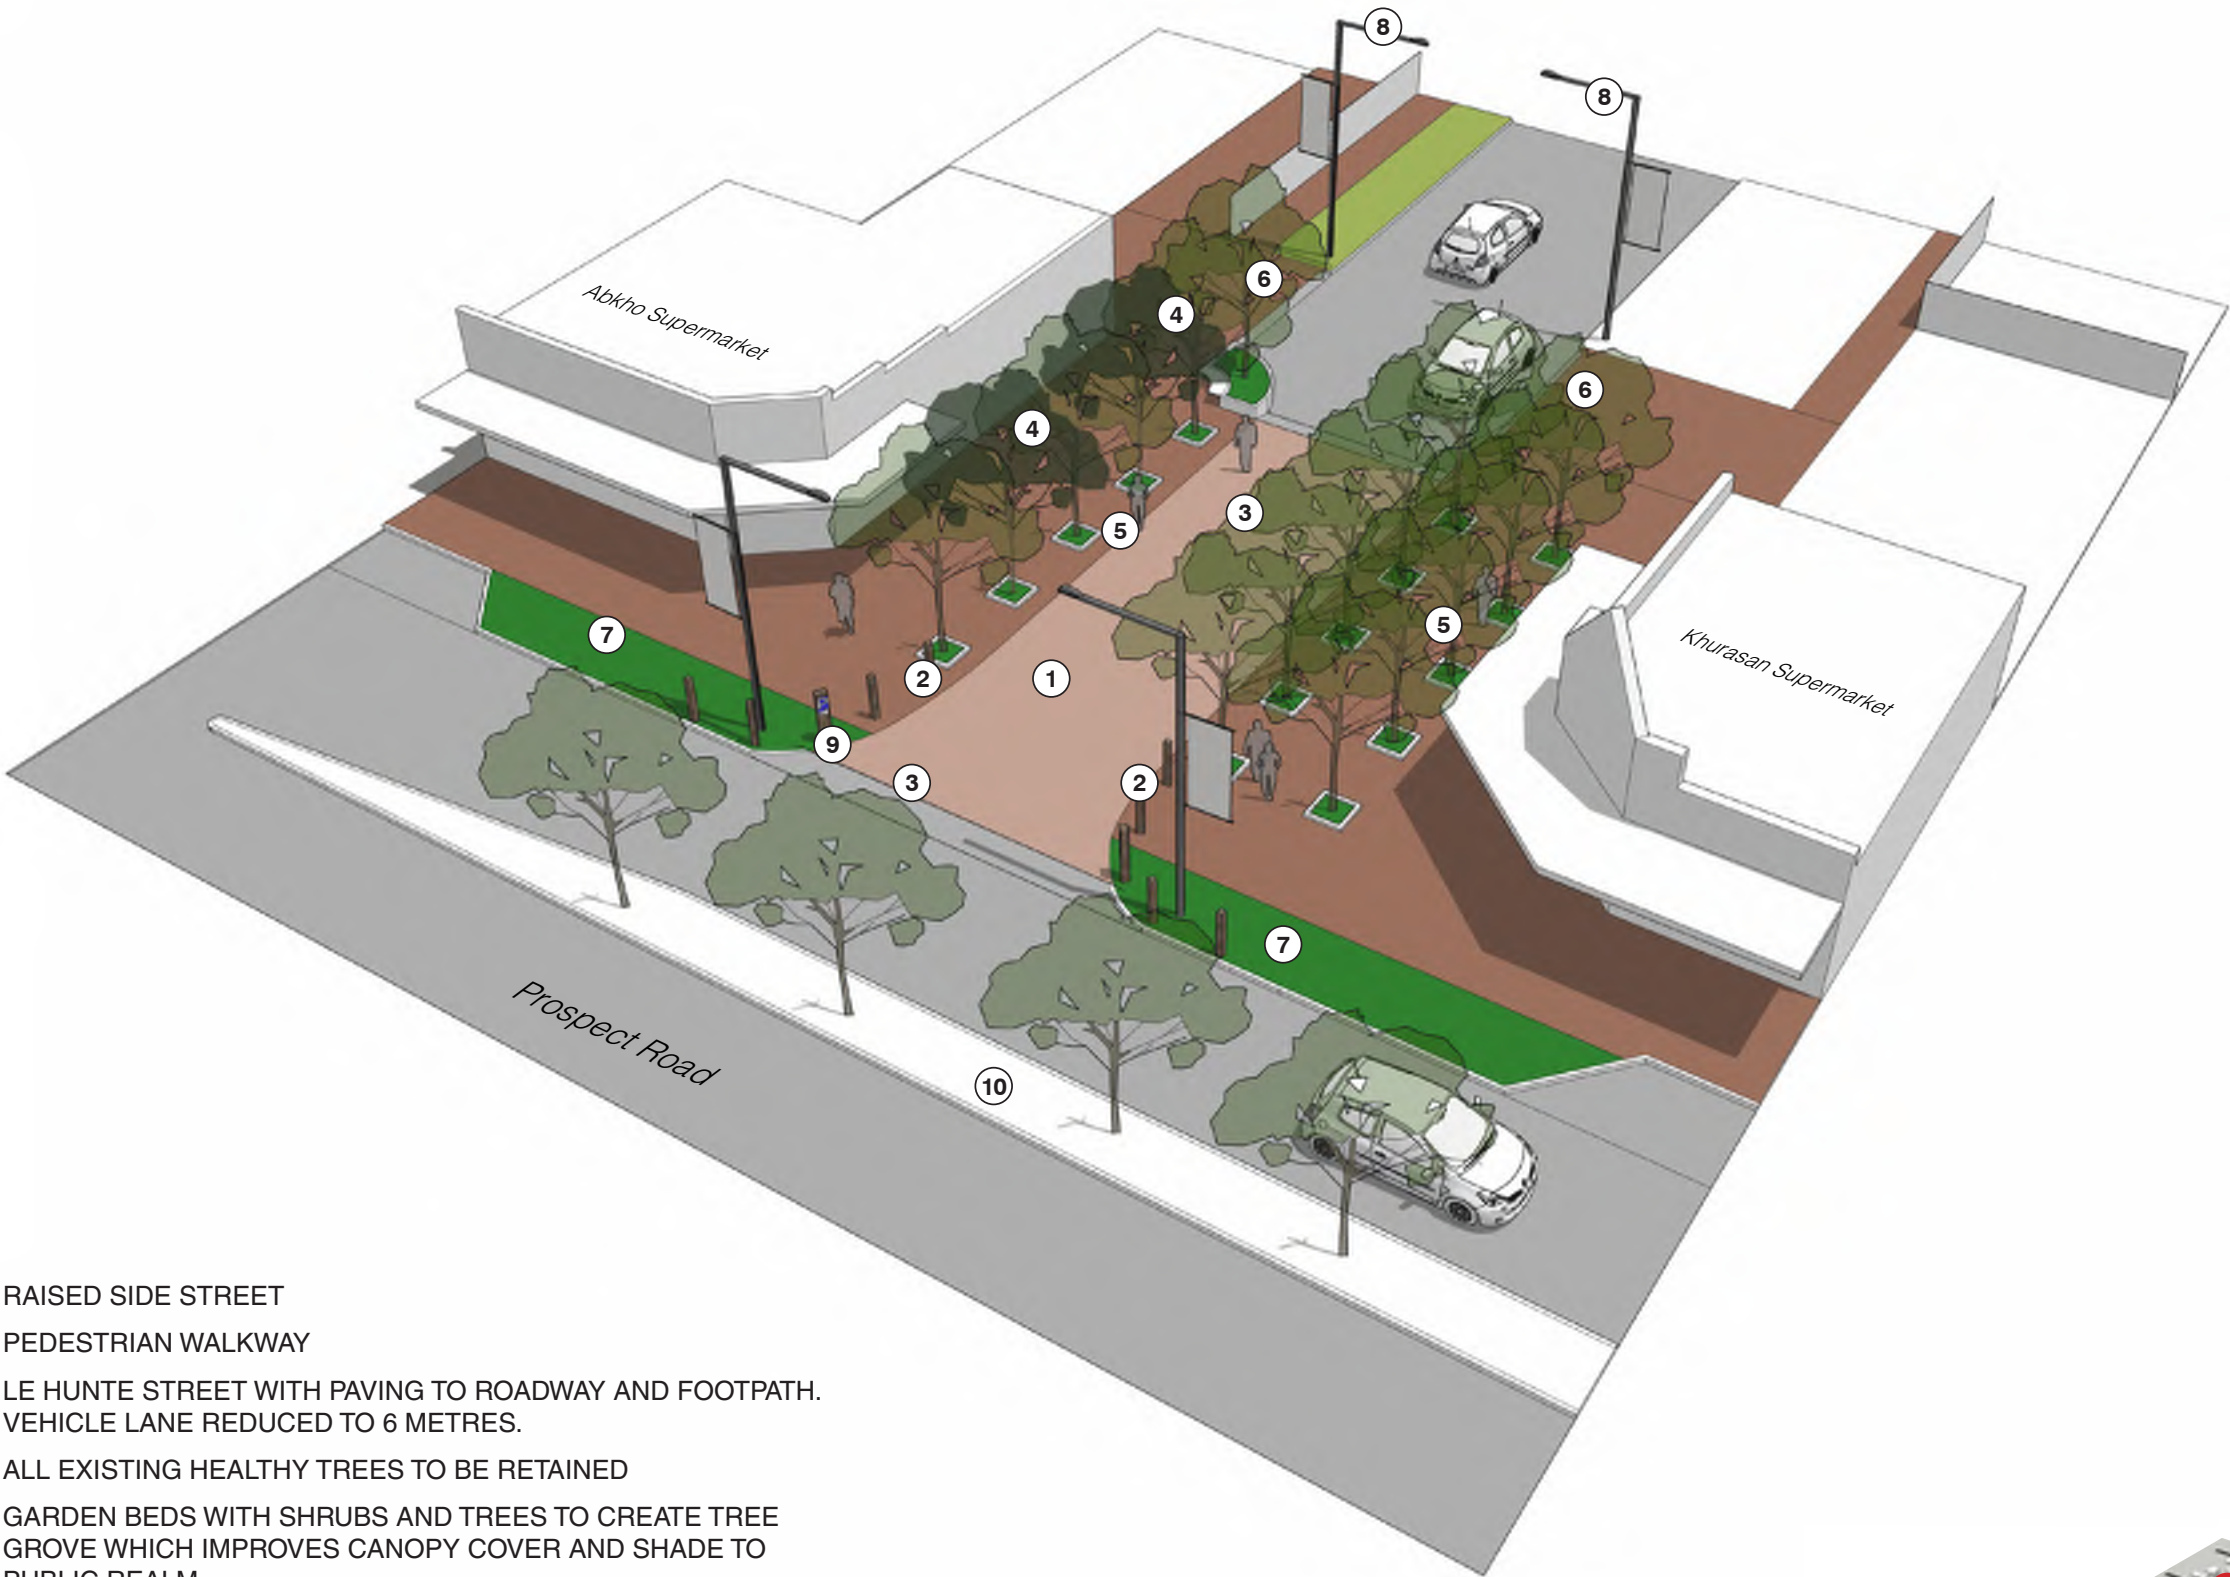 8
8
Abkho Supermarket
6
4
6
4
3
5
5
7
Khurasan Supermarket
2
1
9
3
2
7
Prospect Road
10
RAISED SIDE STREET
PEDESTRIAN WALKWAY
LE HUNTE STREET WITH PAVING TO ROADWAY AND FOOTPATH.
VEHICLE LANE REDUCED TO 6 METRES.
ALL EXISTING HEALTHY TREES TO BE RETAINED
GARDEN BEDS WITH SHRUBS AND TREES TO CREATE TREE
GROVE WHICH IMPROVES CANOPY COVER AND SHADE TO
PUBLIC REALM